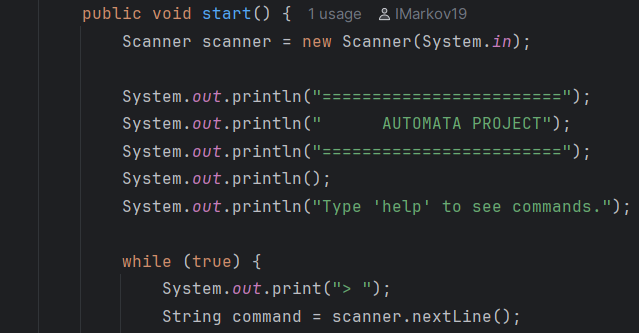 public void start() { 1 usage IMarkov19
Scanner scanner = new Scanner(System.in);
System.out.println("========================");
System.out.println("      AUTOMATA PROJECT");
System.out.println("========================");
System.out.println();
System.out.println("Type 'help' to see commands.");
while (true) {
System.out.print("> ");
String command = scanner.nextLine();